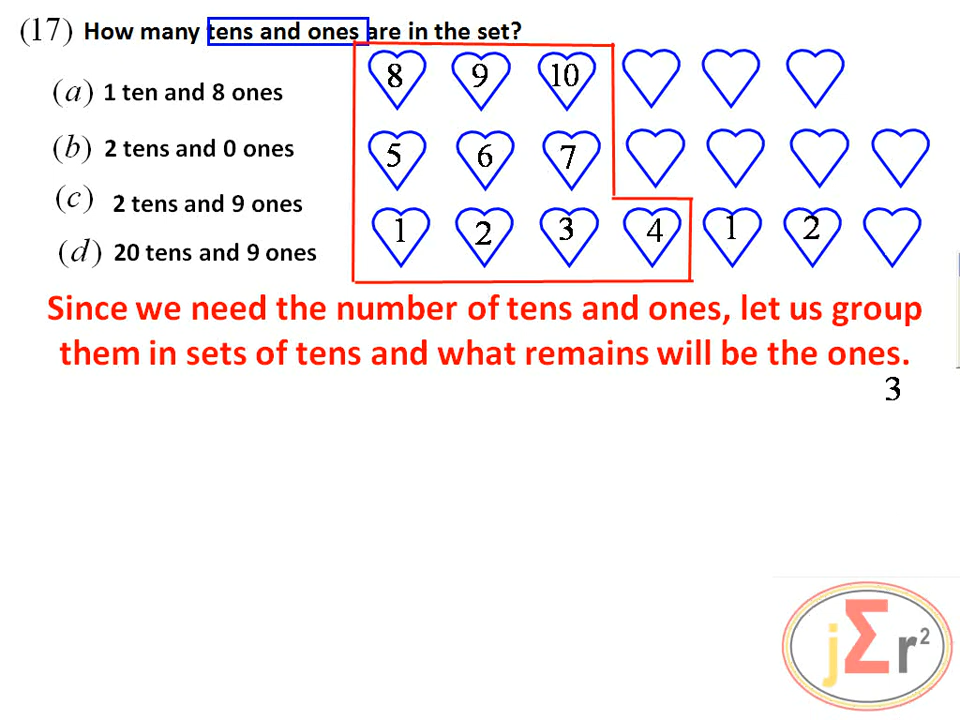 (17) How many tens and ones are in the set?
(a) 1 ten and 8 ones
(b) 2 tens and 0 ones
(c) 2 tens and 9 ones
(d) 20 tens and 9 ones
8 9 10
5 6 7
1 2 3 4 1 2
Since we need the number of tens and ones, let us group
them in sets of tens and what remains will be the ones.
3
jΣr²